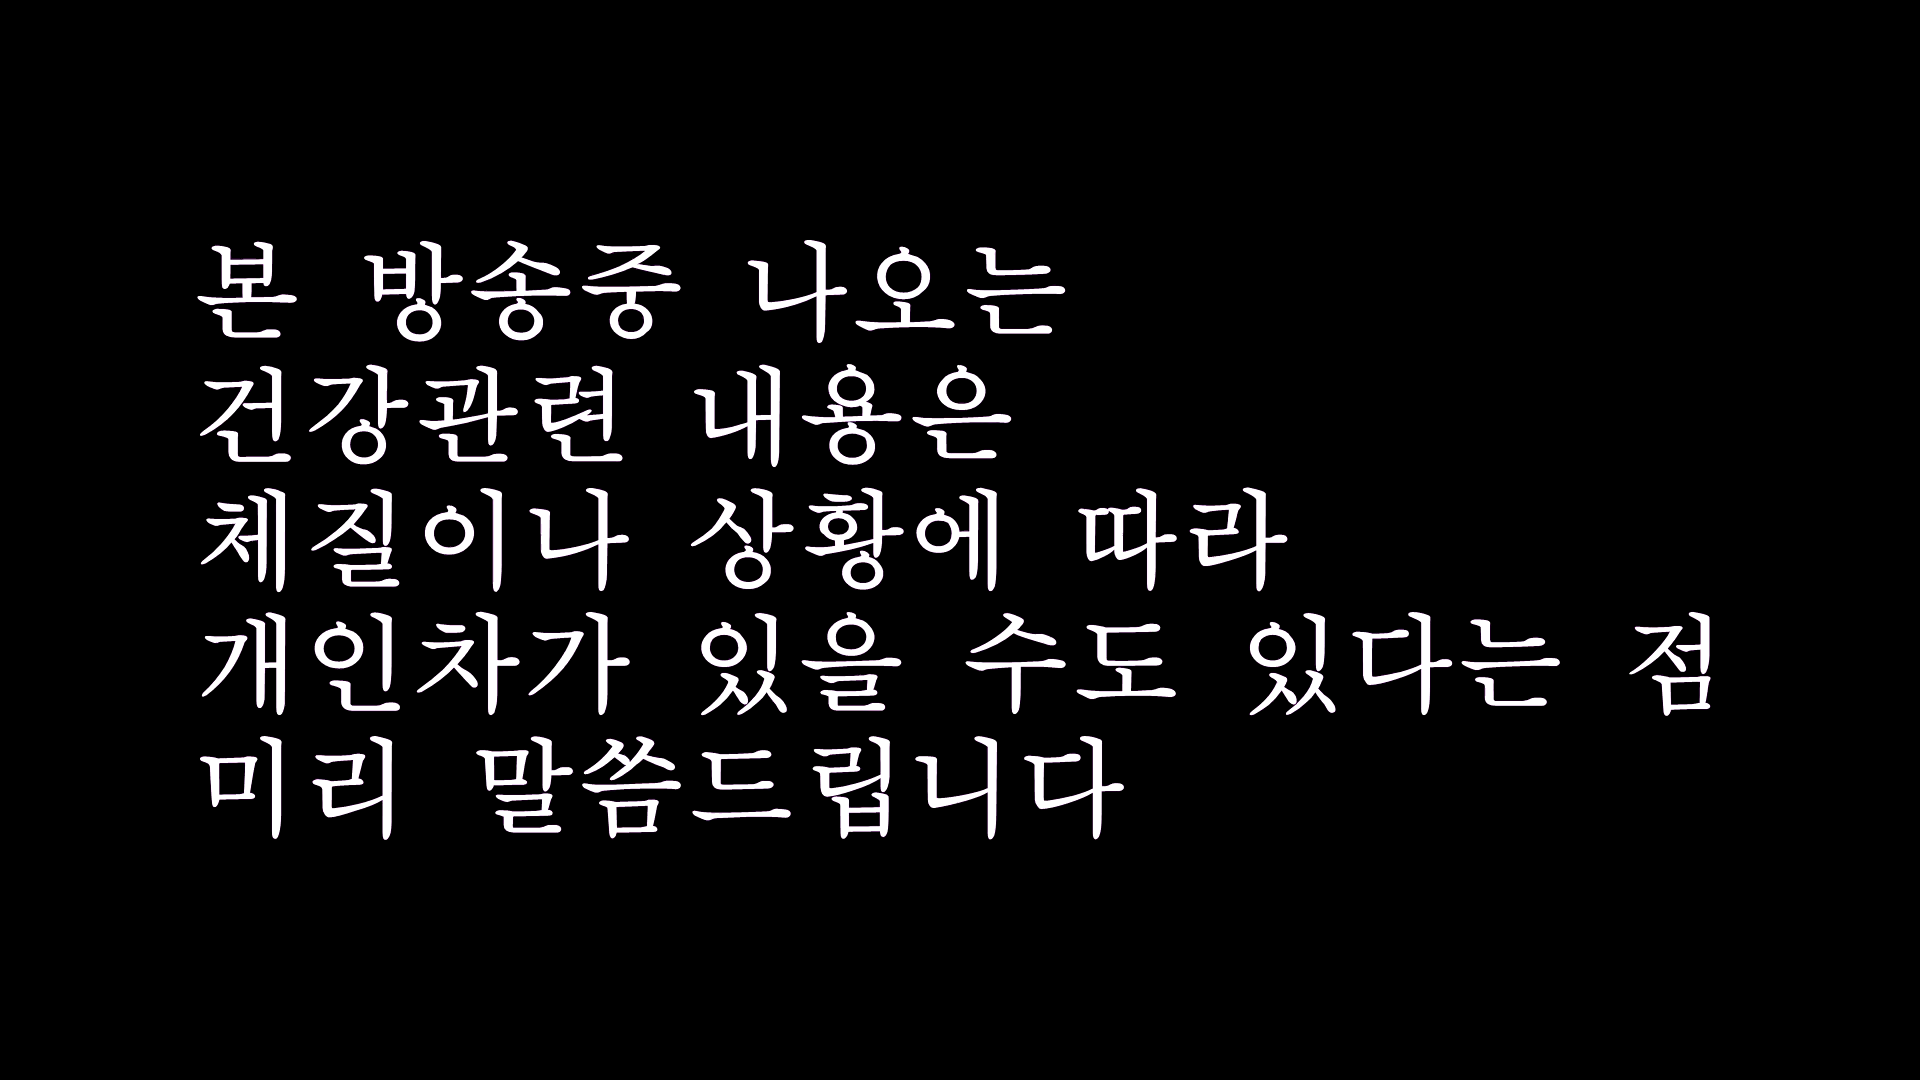 본 방송중 나오는
건강관련 내용은
체질이나 상황에 따라
개인차가 있을 수도 있다는 점
미리 말씀드립니다